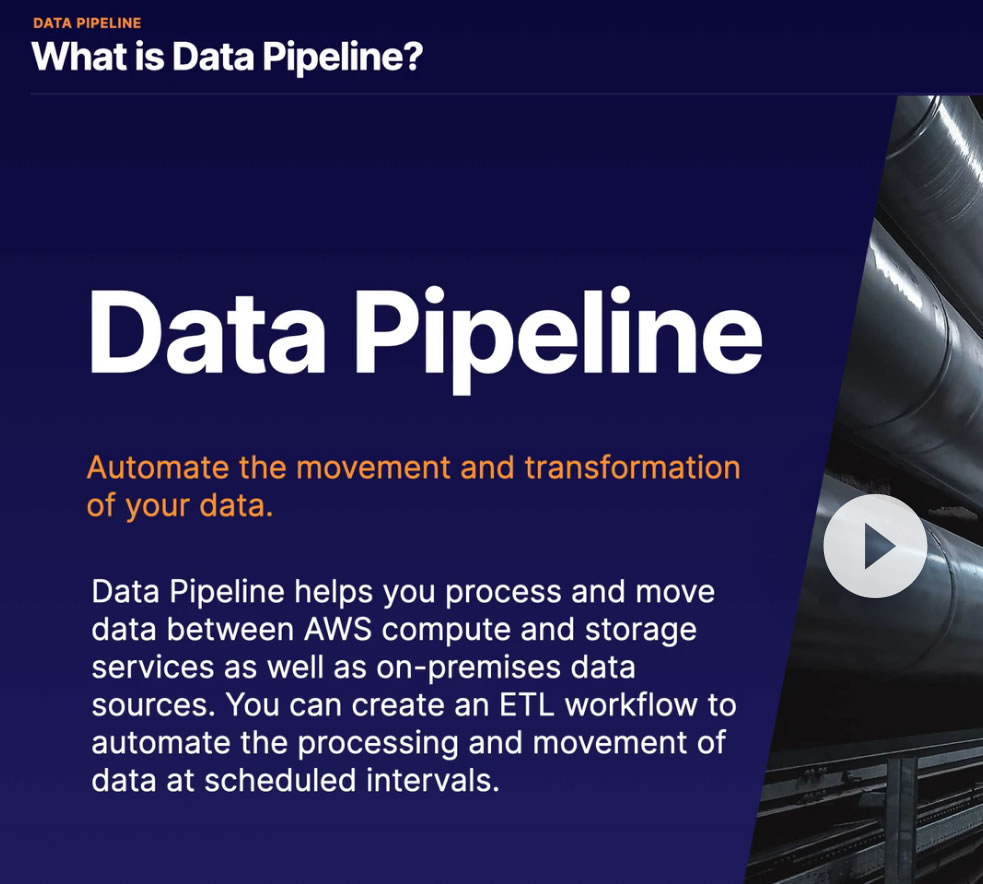 DATA PIPELINE
What is Data Pipeline?
Data Pipeline
Automate the movement and transformation
of your data.
Data Pipeline helps you process and move
data between AWS compute and storage
services as well as on-premises data
sources. You can create an ETL workflow to
automate the processing and movement of
data at scheduled intervals.